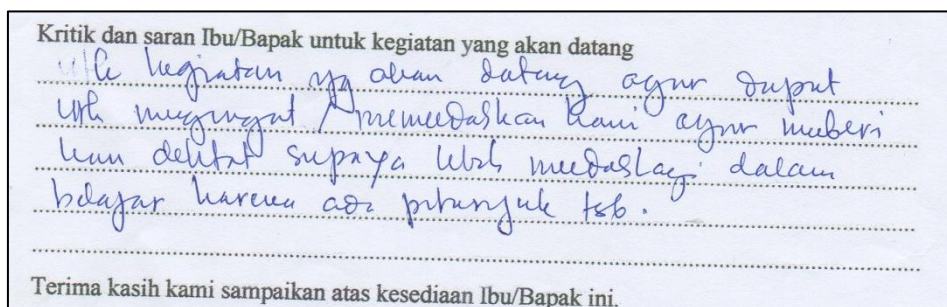 Kritik dan saran Ibu/Bapak untuk kegiatan yang akan datang
utk kegiatan yg akan datang agar dapat
utk mengingat / memudahkan kami agar memberi
kan dektat supaya lebih mudah lagi dalam
belajar karena ada petunjuk tsb.
Terima kasih kami sampaikan atas kesediaan Ibu/Bapak ini.